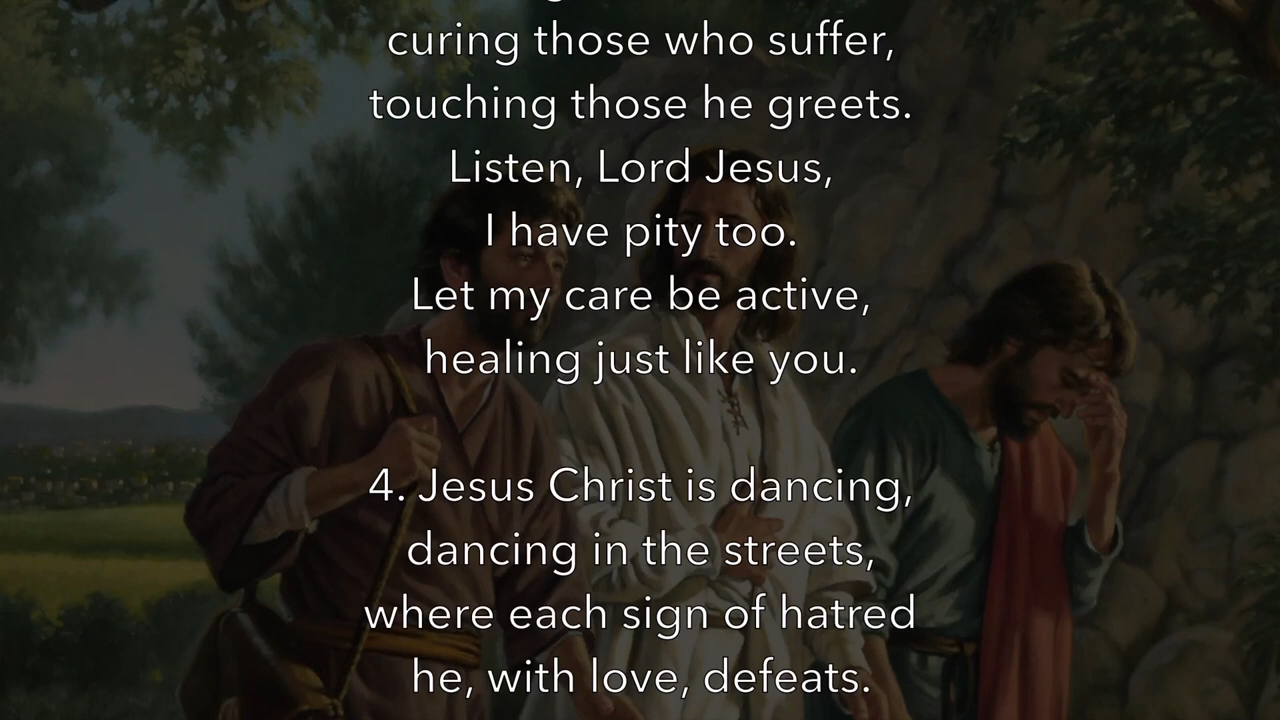 curing those who suffer,
touching those he greets.
Listen, Lord Jesus,
I have pity too.
Let my care be active,
healing just like you.
4. Jesus Christ is dancing,
dancing in the streets,
where each sign of hatred
he, with love, defeats.